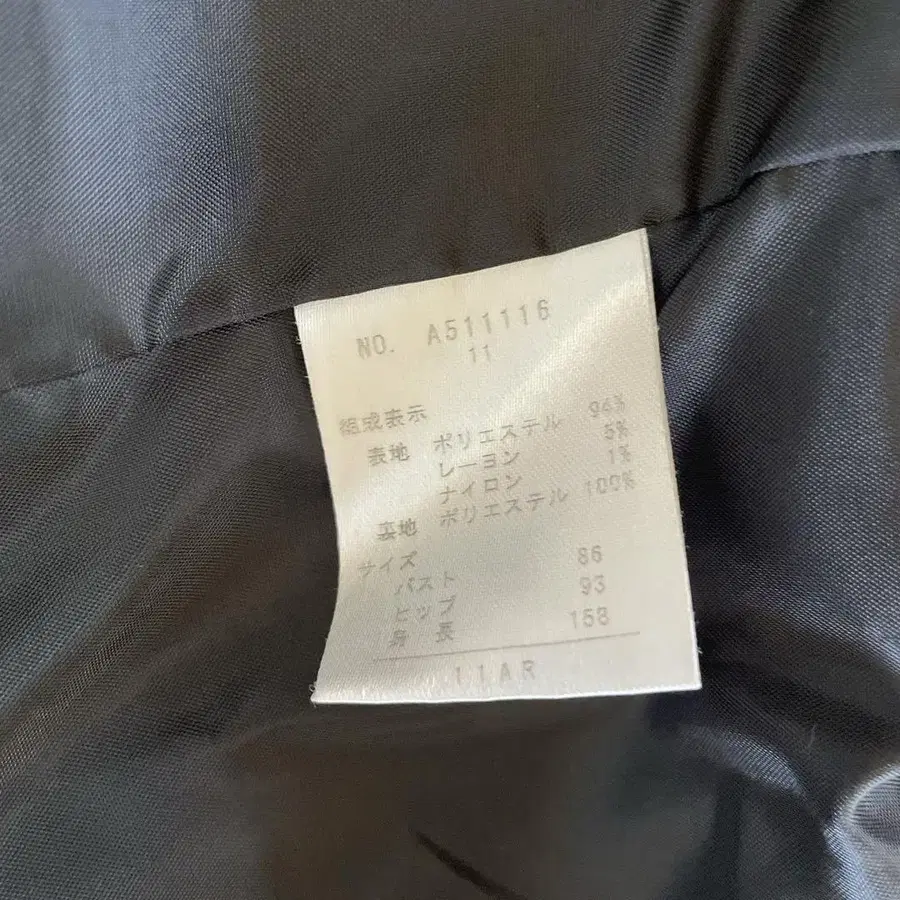 NO. A511116
11
組成表示
表地 ポリエステル 94%
レーヨン 5%
ナイロン 1%
裏地 ポリエステル 100%
サイズ
バスト 86
ヒップ 93
身長 158
11AR